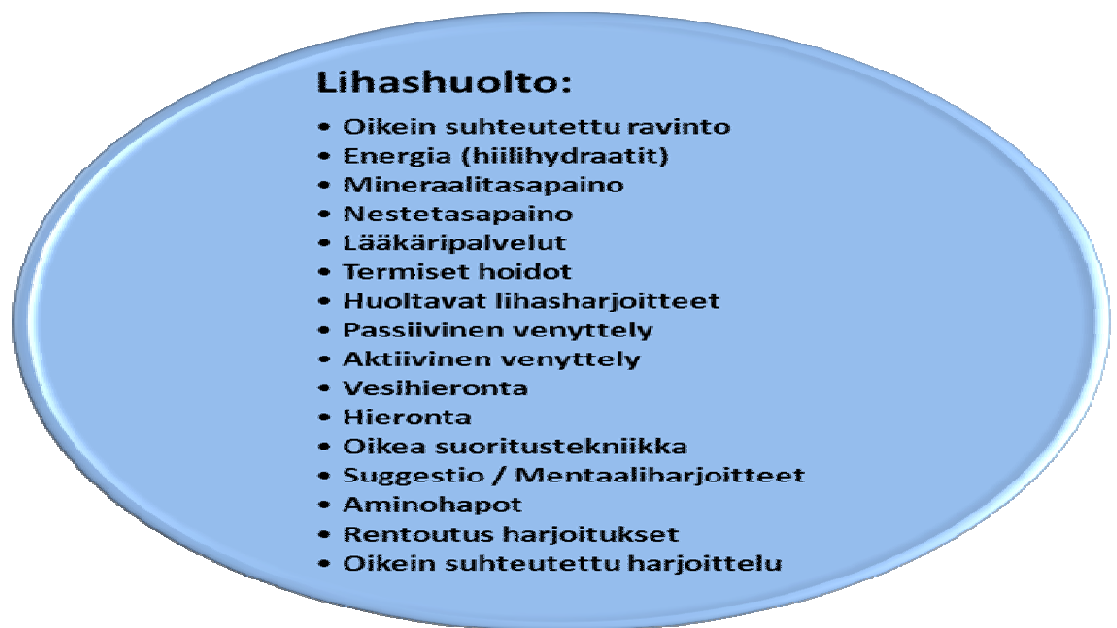 Lihashuolto:
• Oikein suhteutettu ravinto
• Energia (hiilihydraatit)
• Mineraalitasapaino
• Nestetasapaino
• Lääkäripalvelut
• Termiset hoidot
• Huoltavat lihasharjoitteet
• Passiivinen venyttely
• Aktiivinen venyttely
• Vesihieronta
• Hieronta
• Oikea suoritustekniikka
• Suggestio / Mentaaliharjoitteet
• Aminohapot
• Rentoutus harjoitukset
• Oikein suhteutettu harjoittelu